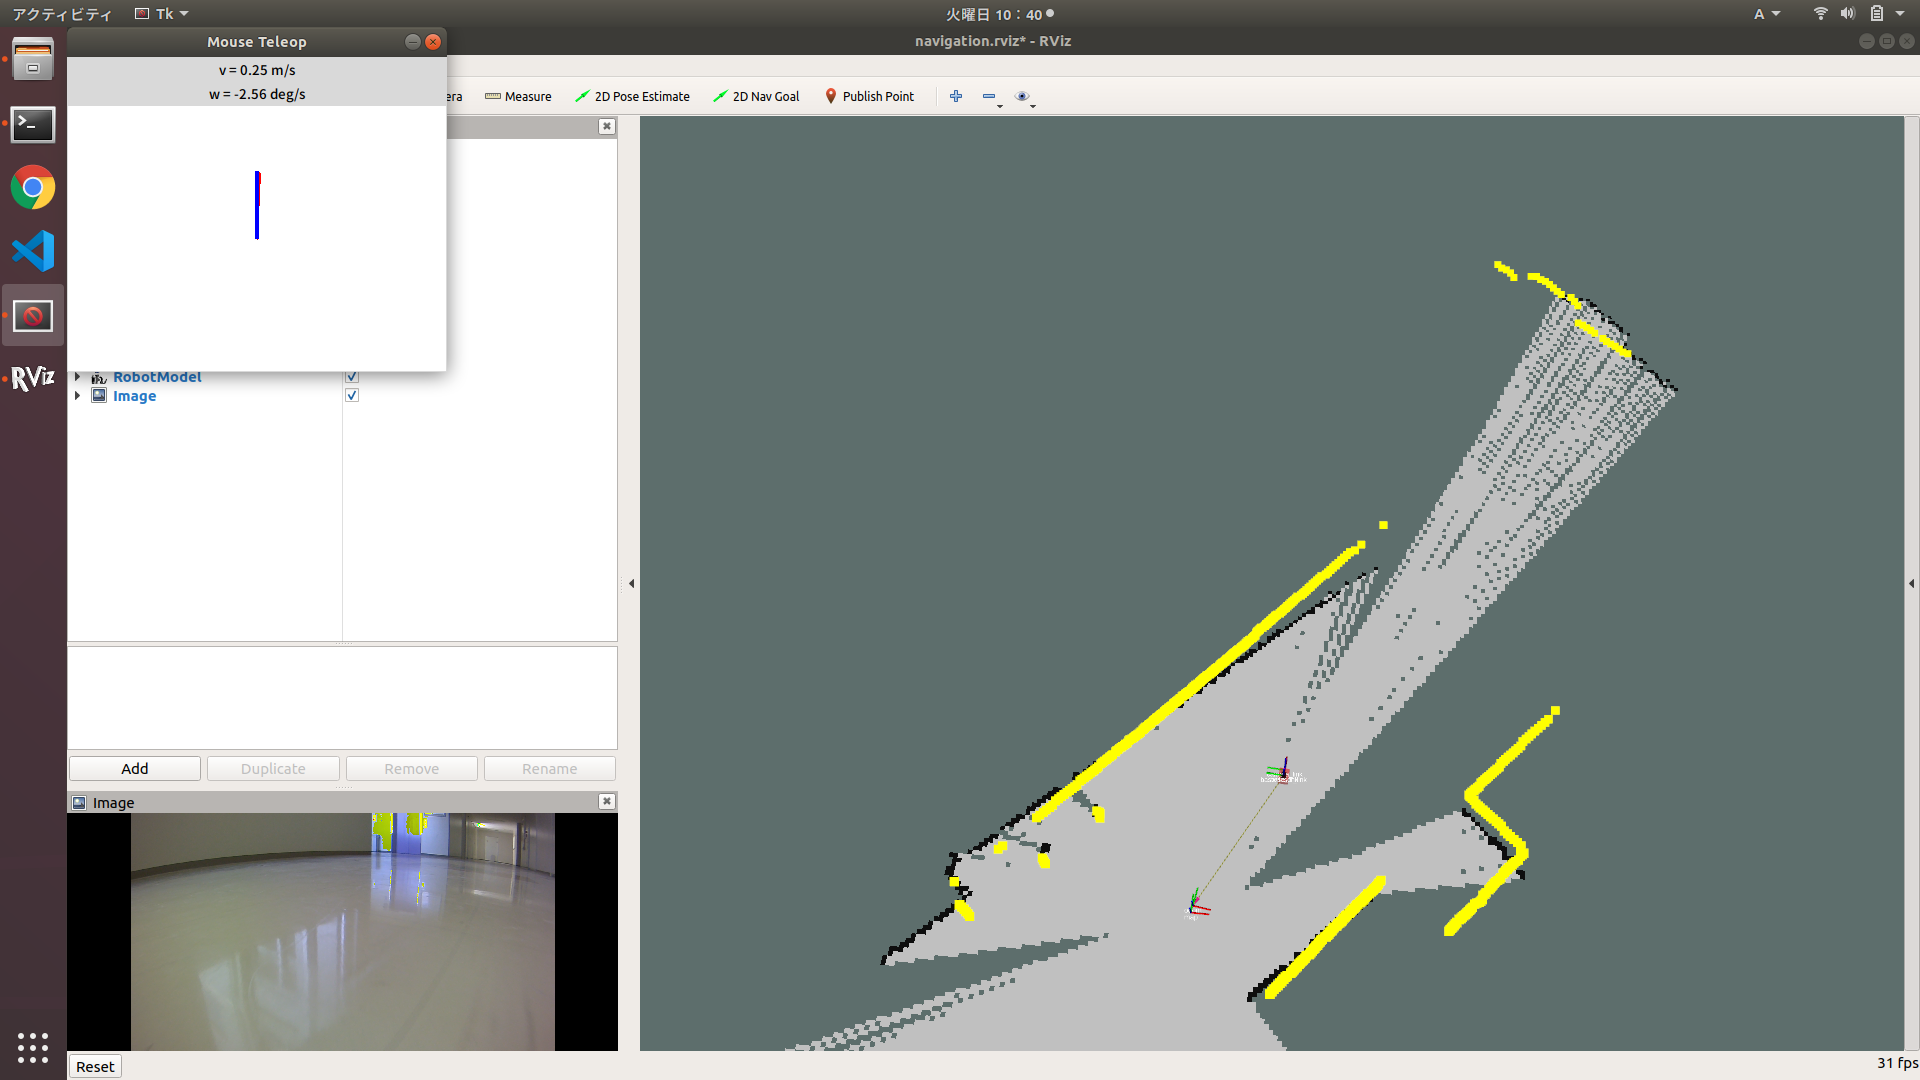 アクティビティ
Tk
火曜日 10：40
A
Mouse Teleop
navigation.rviz* - RViz
v = 0.25 m/s
w = -2.56 deg/s
era
Measure
2D Pose Estimate
2D Nav Goal
Publish Point
RViz
RobotModel
Image
Add
Duplicate
Remove
Rename
Image
Reset
31 fps